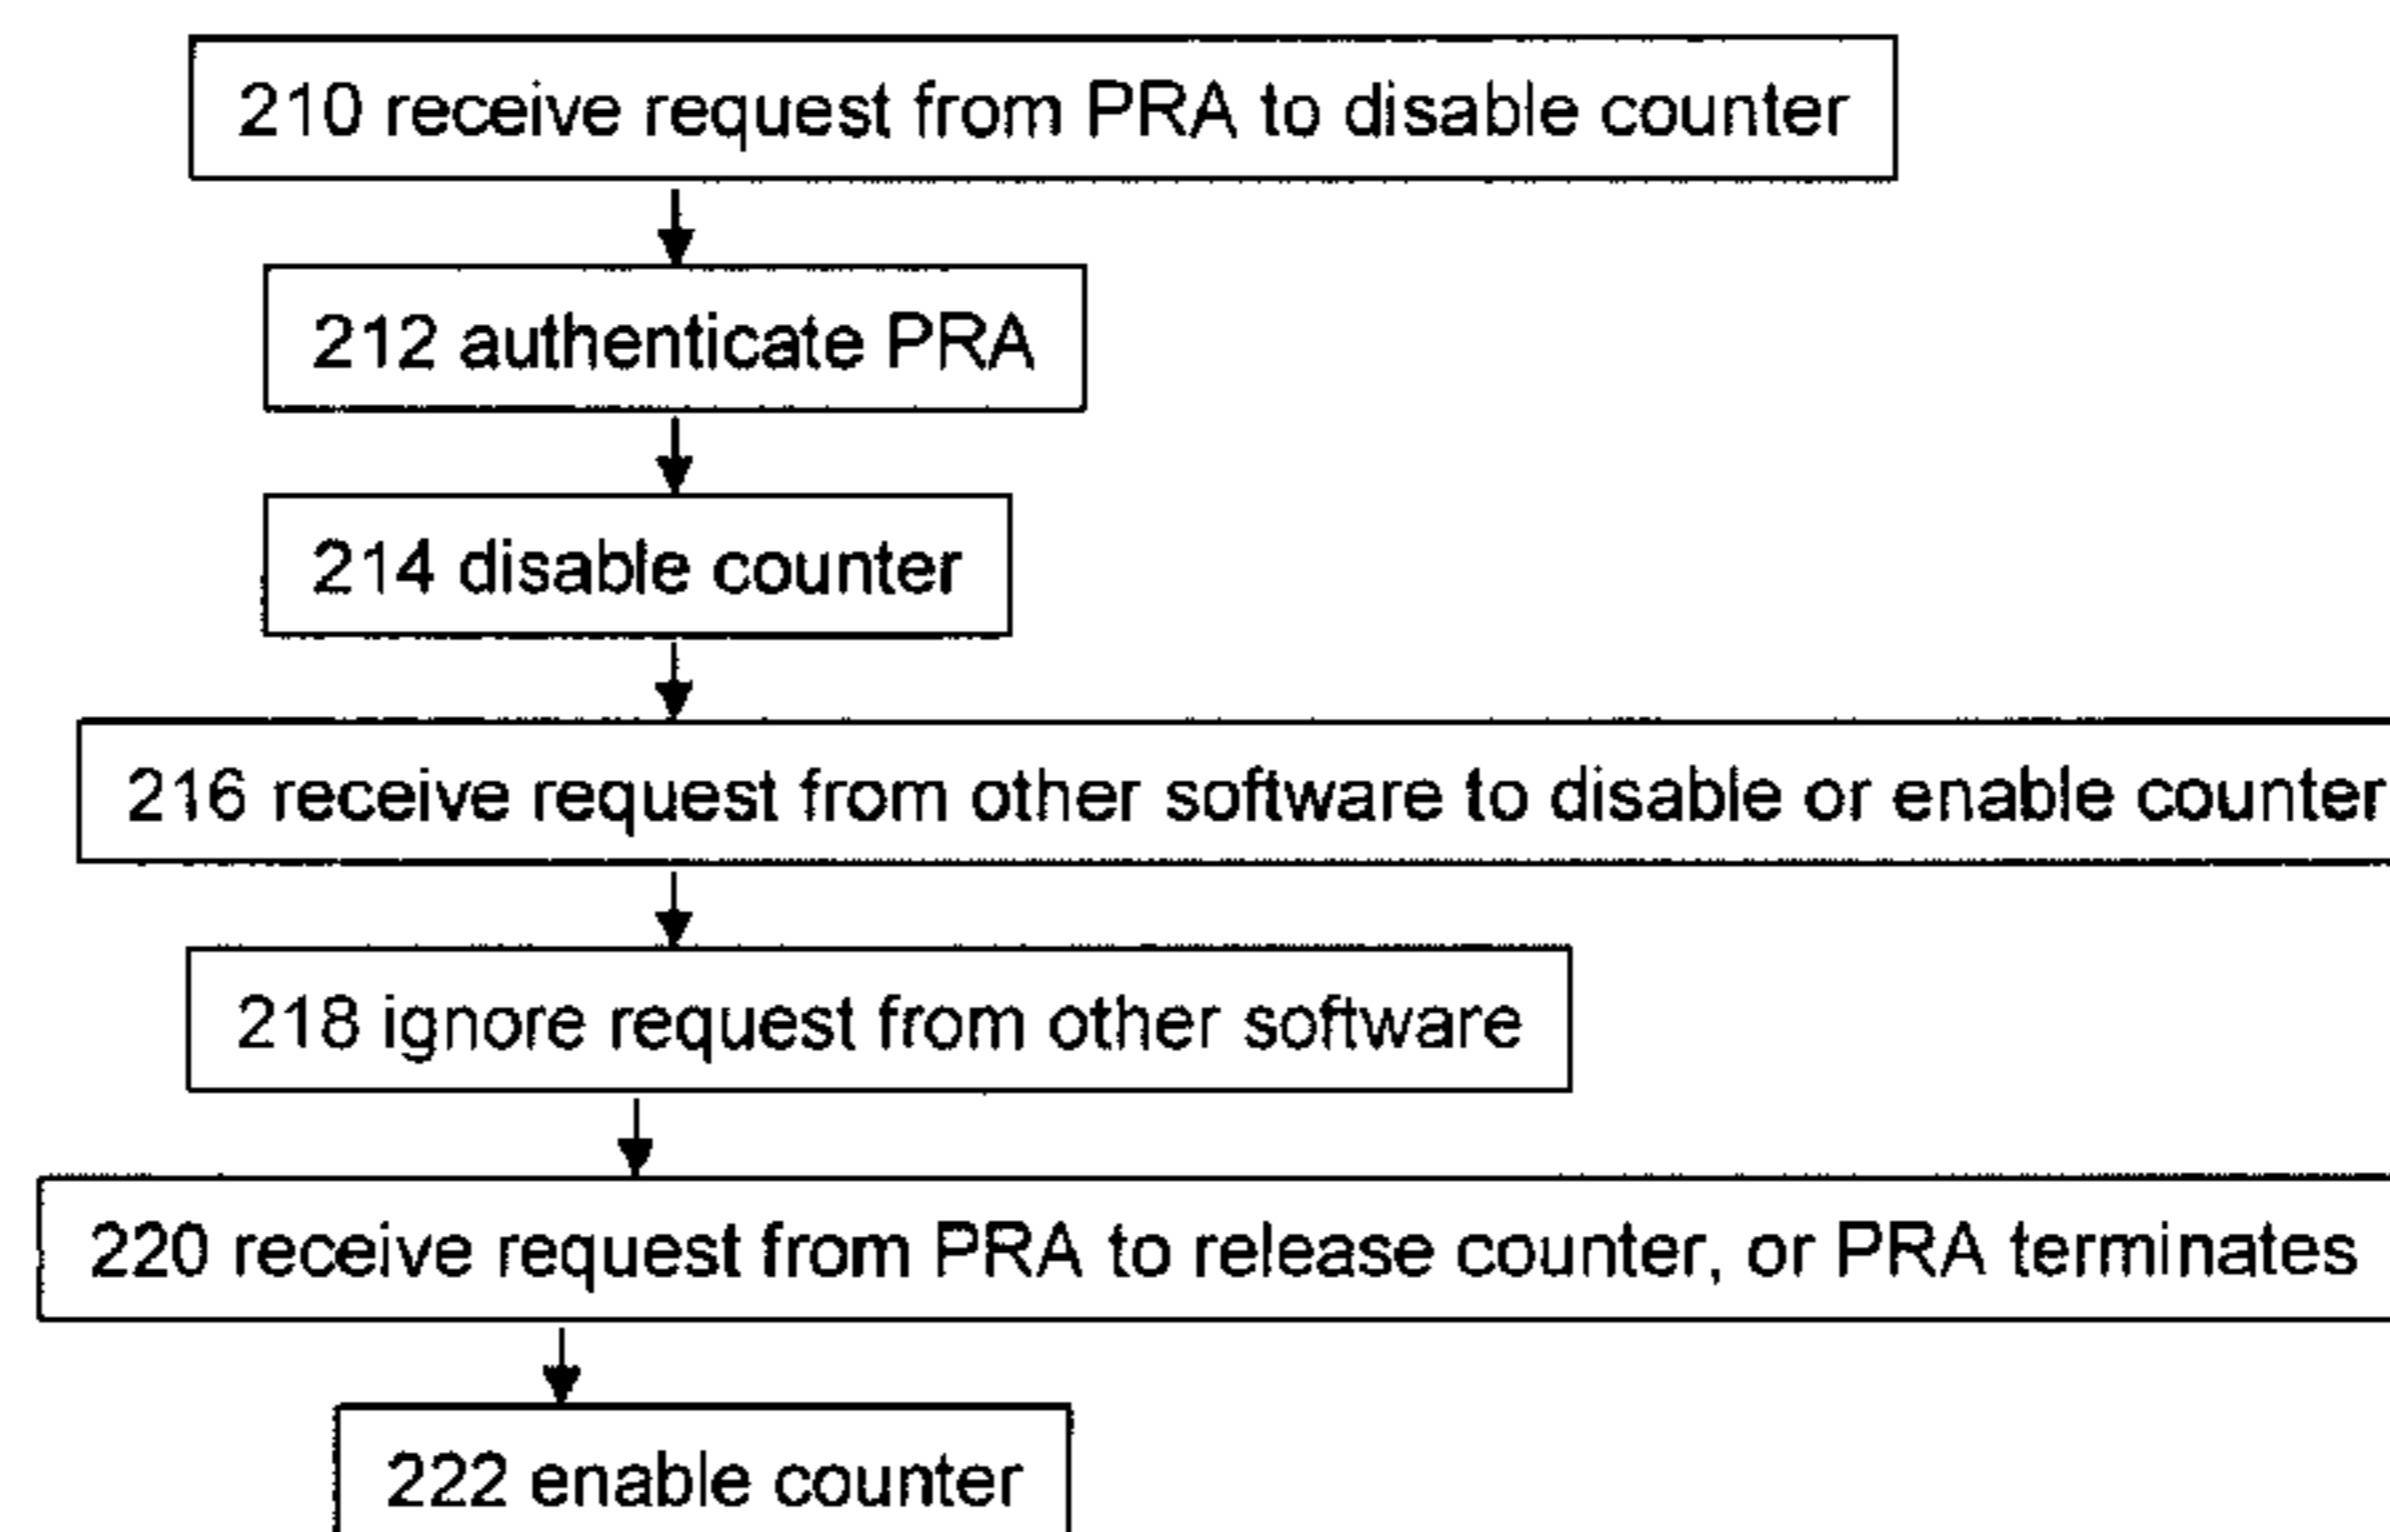 210 receive request from PRA to disable counter
212 authenticate PRA
214 disable counter
216 receive request from other software to disable or enable counter
218 ignore request from other software
220 receive request from PRA to release counter, or PRA terminates
222 enable counter